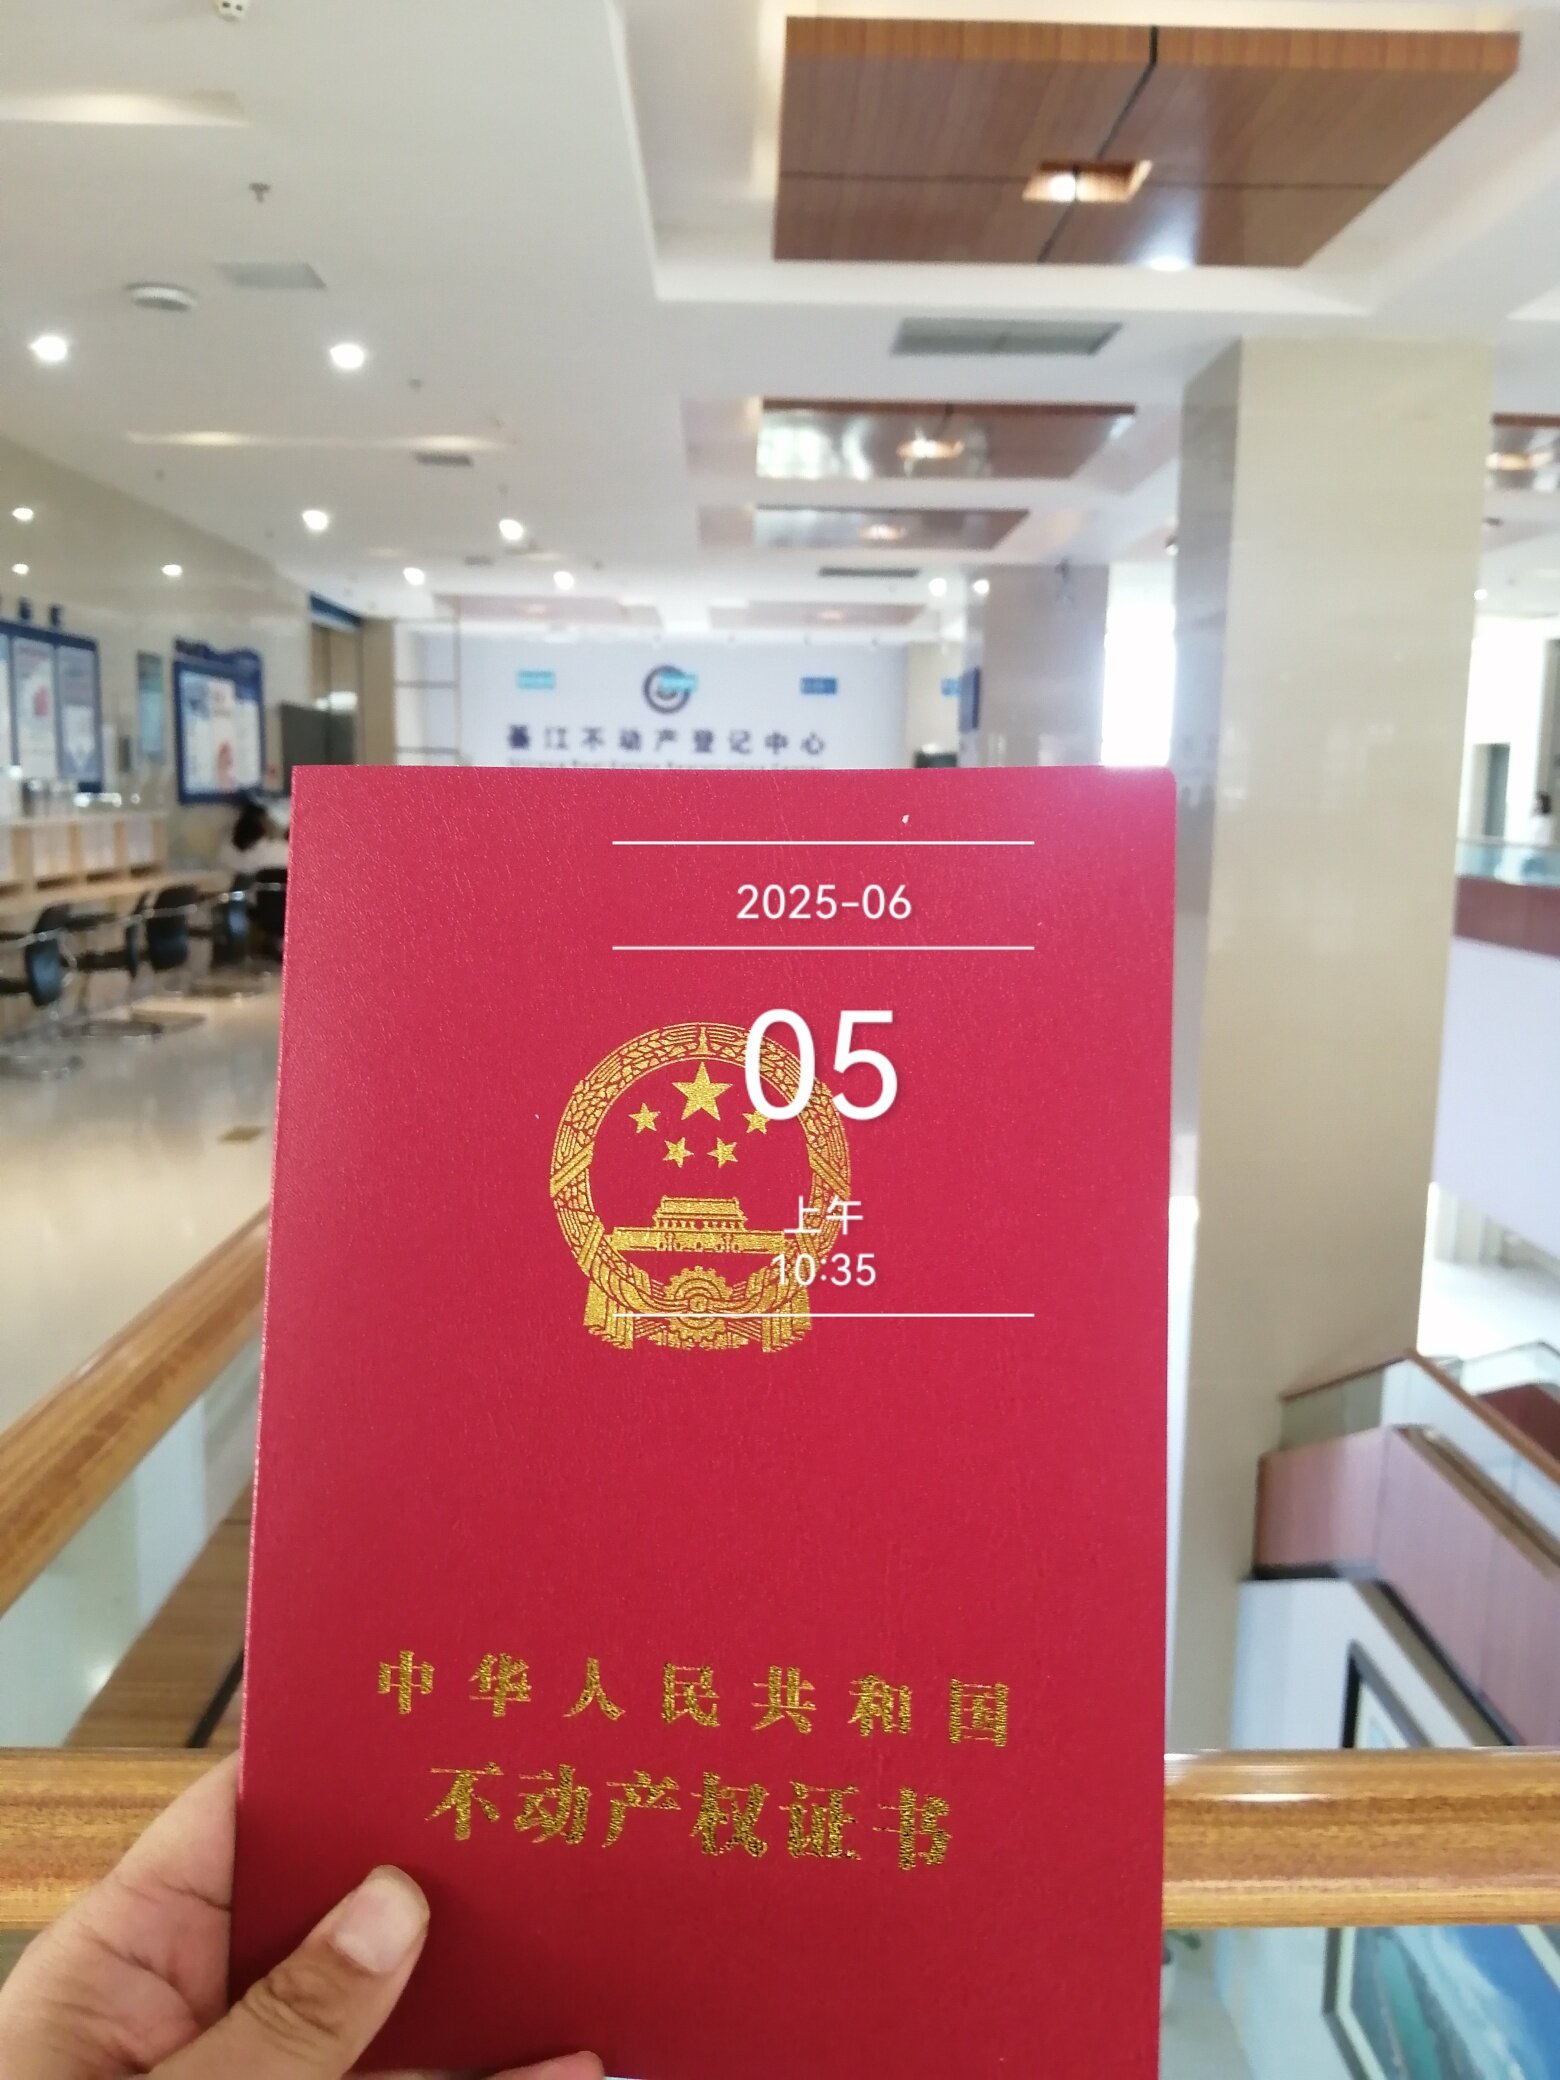 綦江不动产登记中心
2025-06
05
上午
10:35
中华人民共和国
不动产权证书